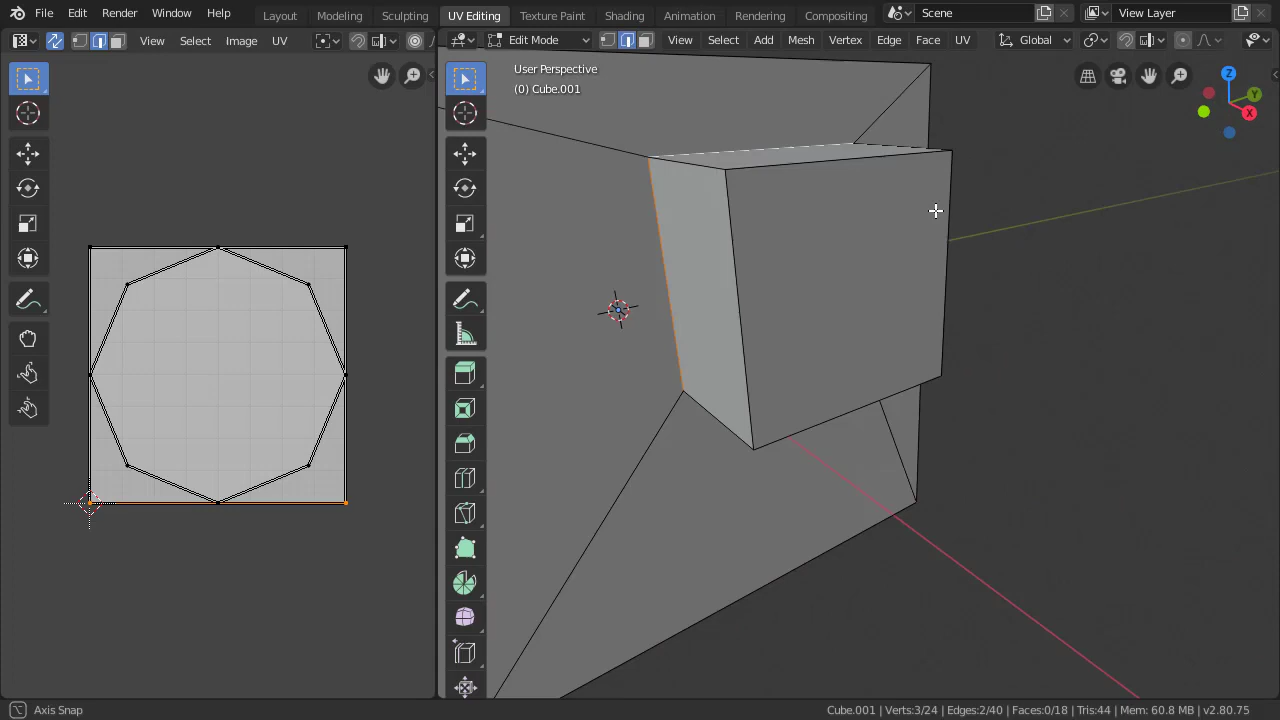 File Edit Render Window Help Layout Modeling Sculpting UV Editing Texture Paint Shading Animation Rendering Compositing Scene View Layer
View Select Image UV Edit Mode View Select Add Mesh Vertex Edge Face UV Global
User Perspective
(0) Cube.001
Z
Y
X
Axis Snap Cube.001 | Verts:3/24 | Edges:2/40 | Faces:0/18 | Tris:44 | Mem: 60.8 MB | v2.80.75